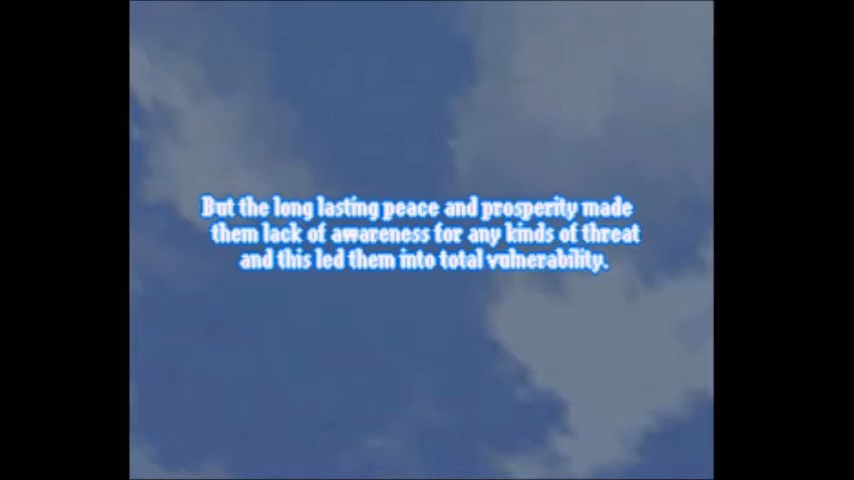 But the long lasting peace and prosperity made
them lack of awareness for any kinds of threat
and this led them into total vulnerability.